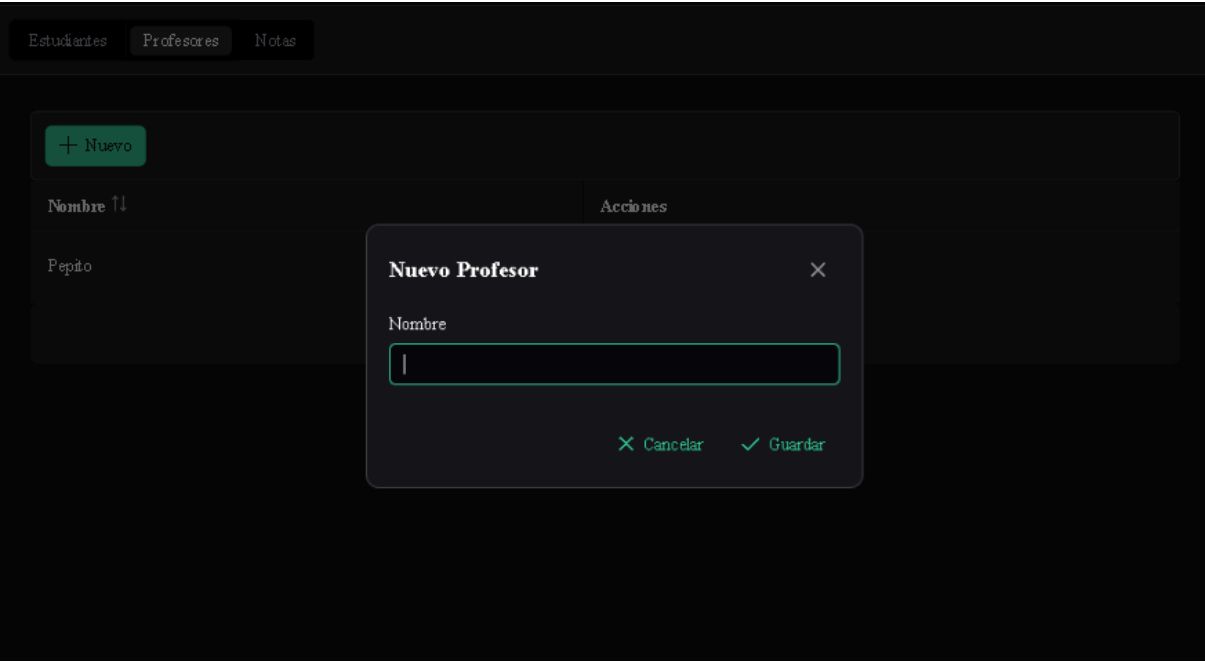 Estudiantes Profesores Notas
+ Nuevo
Nombre ↑↓ Acciones
Pepito
Nuevo Profesor
Nombre
Cancelar Guardar